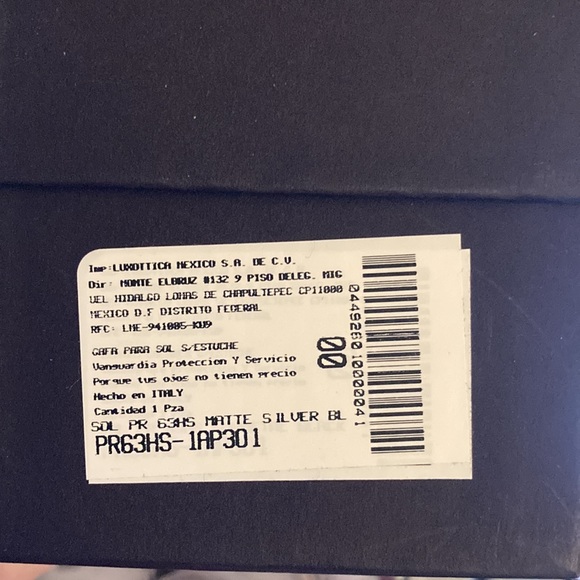 Imp:LUXOTTICA MEXICO S.A. DE C.V.
Dir: MONTE ELBRUZ #132 9 PISO DELEG. MIG
UEL HIDALGO LOMAS DE CHAPULTEPEC CP11000
MEXICO D.F DISTRITO FEDERAL
RFC: LME-941005-KU9
GAFA PARA SOL S/ESTUCHE
Vanguardia Proteccion Y Servicio
Porque tus ojos no tienen precio
Hecho en ITALY
Cantidad 1 Pza
SOL PR 63HS MATTE SILVER BL
PR63HS-1AP301
00
0449260100000041